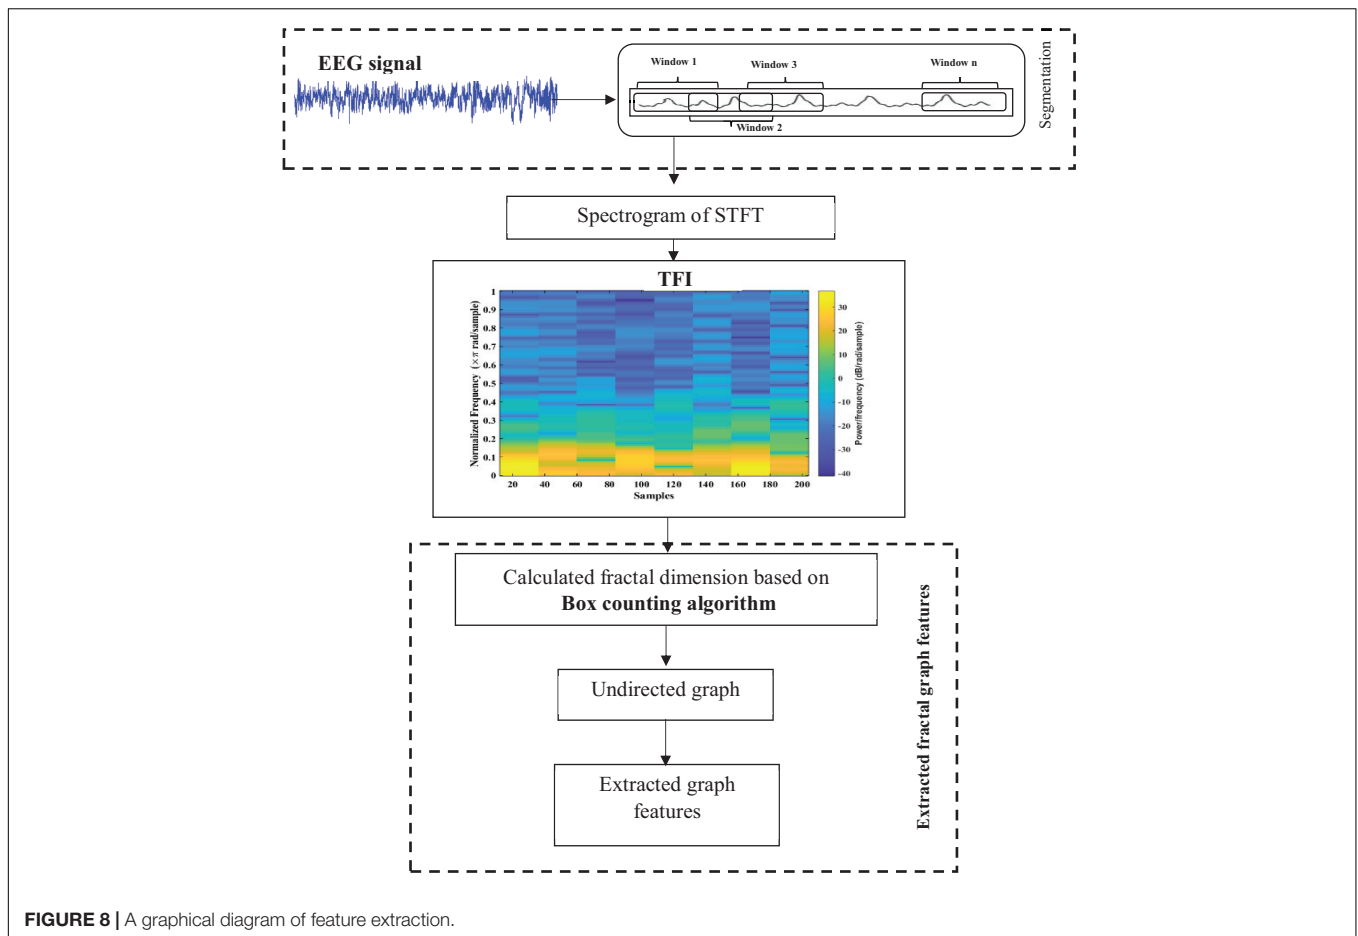 EEG signal
Window 1
Window 3
Window n
Window 2
Segmentation
Spectrogram of STFT
TFI
1
0.9
0.8
0.7
0.6
0.5
0.4
0.3
0.2
0.1
0
Normalized Frequency (×π rad/sample)
20 40 60 80 100 120 140 160 180 200
Samples
30
20
10
0
-10
-20
-30
-40
Power/frequency (dB/rad/sample)
Calculated fractal dimension based on
Box counting algorithm
Undirected graph
Extracted graph
features
Extracted fractal graph features
FIGURE 8 | A graphical diagram of feature extraction.